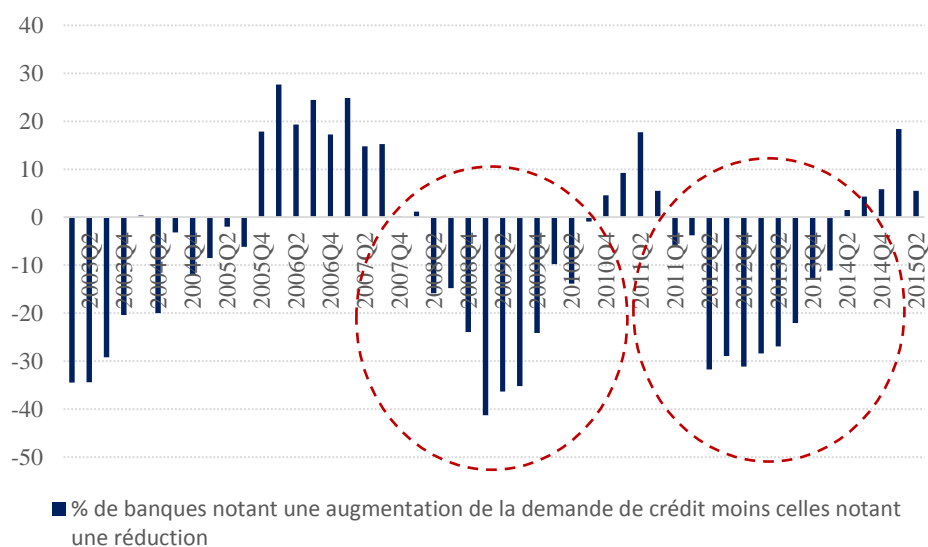 40
30
20
10
0
-10
-20
-30
-40
-50
2003Q2
2003Q4
2004Q2
2004Q4
2005Q2
2005Q4
2006Q2
2006Q4
2007Q2
2007Q4
2008Q2
2008Q4
2009Q2
2009Q4
2010Q2
2010Q4
2011Q2
2011Q4
2012Q2
2012Q4
2013Q2
2013Q4
2014Q2
2014Q4
2015Q2
% de banques notant une augmentation de la demande de crédit moins celles notant
une réduction